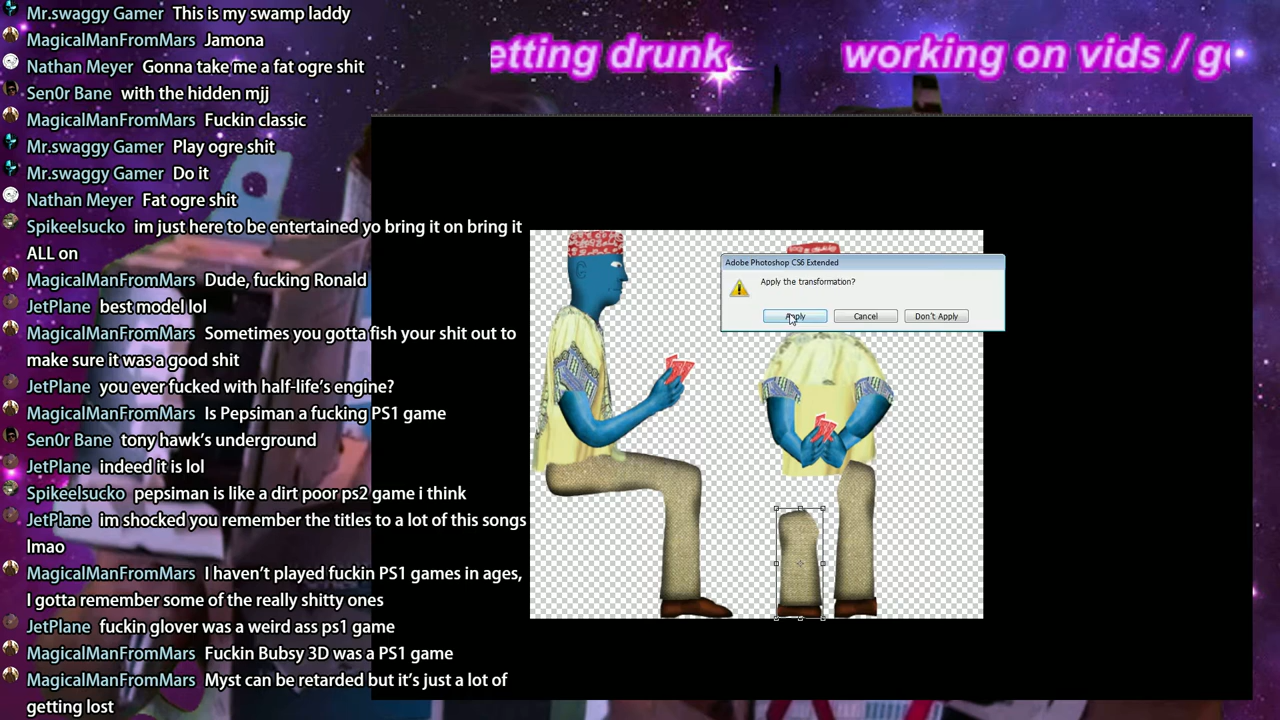 Mr.swaggy Gamer This is my swamp laddy
MagicalManFromMars Jamona
Nathan Meyer Gonna take me a fat ogre shit
Sen0r Bane with the hidden mjj
MagicalManFromMars Fuckin classic
Mr.swaggy Gamer Play ogre shit
Mr.swaggy Gamer Do it
Nathan Meyer Fat ogre shit
Spikeelsucko im just here to be entertained yo bring it on bring it
ALL on
MagicalManFromMars Dude, fucking Ronald
JetPlane best model lol
MagicalManFromMars Sometimes you gotta fish your shit out to
make sure it was a good shit
JetPlane you ever fucked with half-life's engine?
MagicalManFromMars Is Pepsiman a fucking PS1 game
Sen0r Bane tony hawk's underground
JetPlane indeed it is lol
Spikeelsucko pepsiman is like a dirt poor ps2 game i think
JetPlane im shocked you remember the titles to a lot of this songs
lmao
MagicalManFromMars I haven't played fuckin PS1 games in ages,
I gotta remember some of the really shitty ones
JetPlane fuckin glover was a weird ass ps1 game
MagicalManFromMars Fuckin Bubsy 3D was a PS1 game
MagicalManFromMars Myst can be retarded but it's just a lot of
getting lost
etting drunk working on vids / g
Adobe Photoshop CS6 Extended
Apply the transformation?
Apply Cancel Don't Apply